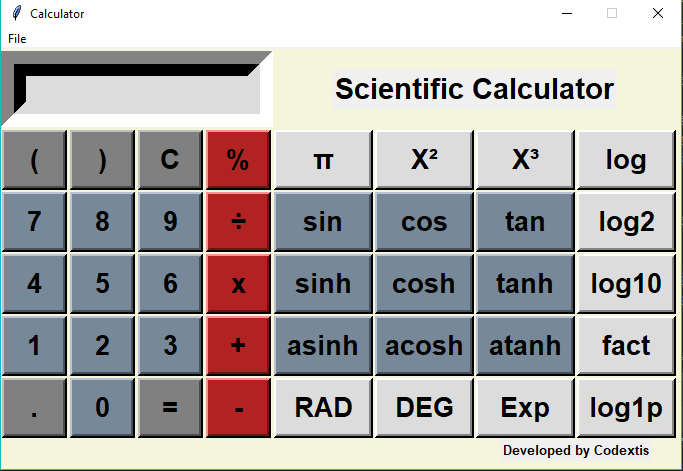 Calculator
File
Scientific Calculator
( ) C % π X² X³ log
7 8 9 ÷ sin cos tan log2
4 5 6 x sinh cosh tanh log10
1 2 3 + asinh acosh atanh fact
. 0 = - RAD DEG Exp log1p
Developed by Codextis